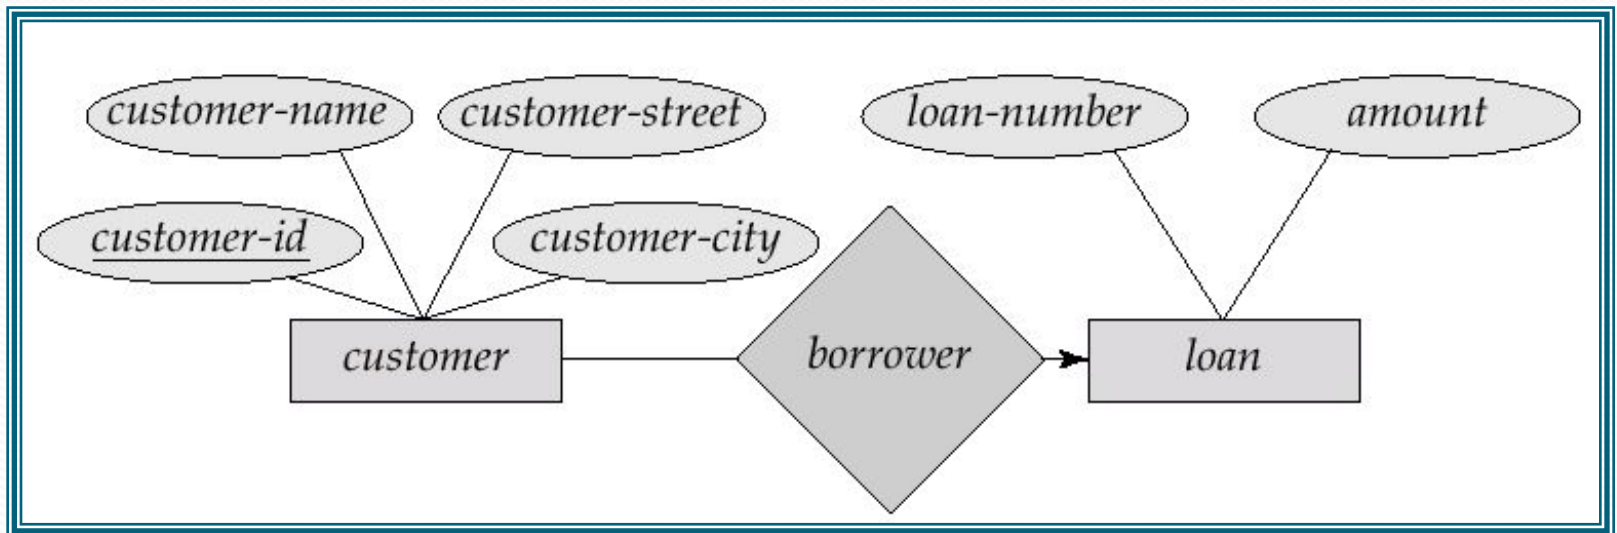 customer-name
customer-street
loan-number
amount
customer-id
customer-city
customer
borrower
loan